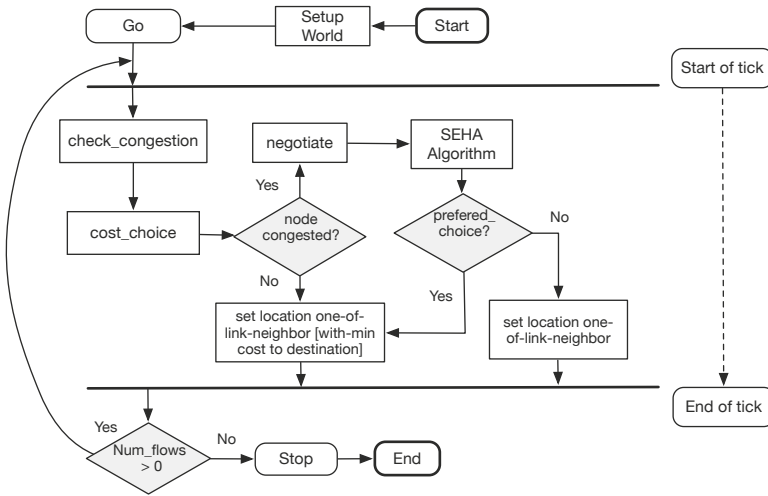 Go
Setup
World
Start
Start of tick
check_congestion
negotiate
SEHA
Algorithm
Yes
cost_choice
node
congested?
prefered_
choice?
No
No
Yes
set location one-of-
link-neighbor [with-min
cost to destination]
set location one-
of-link-neighbor
End of tick
Yes
Num_flows
> 0
No
Stop
End